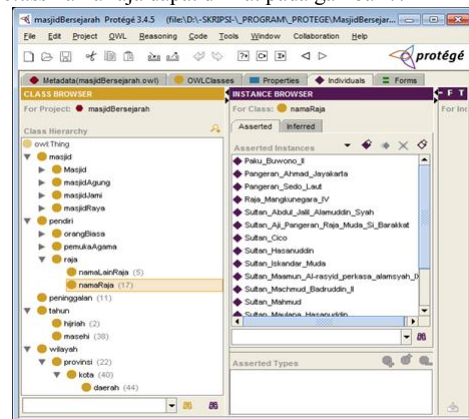 masjidBersejarah Protégé 3.4.5 (file:\D:\-SKRIPSI-\_PROGRAM\_PROTEGE\MasjidBersejar...
File Edit Project OWL Reasoning Code Tools Window Collaboration Help
protégé
Metadata(masjidBersejarah.owl) OWLClasses Properties Individuals Forms
CLASS BROWSER
For Project: masjidBersejarah
Class Hierarchy
owl:Thing
masjid
Masjid
masjidAgung
masjidJami
masjidRaya
pendiri
orangBiasa
pemukaAgama
raja
namaLainRaja (5)
namaRaja (17)
peninggalan (11)
tahun
hijriah (2)
masehi (38)
wilayah
provinsi (22)
kota (40)
daerah (44)
INSTANCE BROWSER
For Class: namaRaja
Asserted Inferred
Asserted Instances
Paku_Buwono_II
Pangeran_Ahmad_Jayakarta
Pangeran_Sedo_Laut
Raja_Mangkunegara_IV
Sultan_Abdul_Jalil_Alamuddin_Syah
Sultan_Aji_Pangeran_Raja_Muda_Si_Barakkat
Sultan_Cico
Sultan_Hasanuddin
Sultan_Iskandar_Muda
Sultan_Maamun_Al-rasyid_perkasa_alamsyah_IX
Sultan_Machmud_Badruddin_II
Sultan_Mahmud
Sultan_Maulana_Hasanuddin
Asserted Types
F T
For Inc